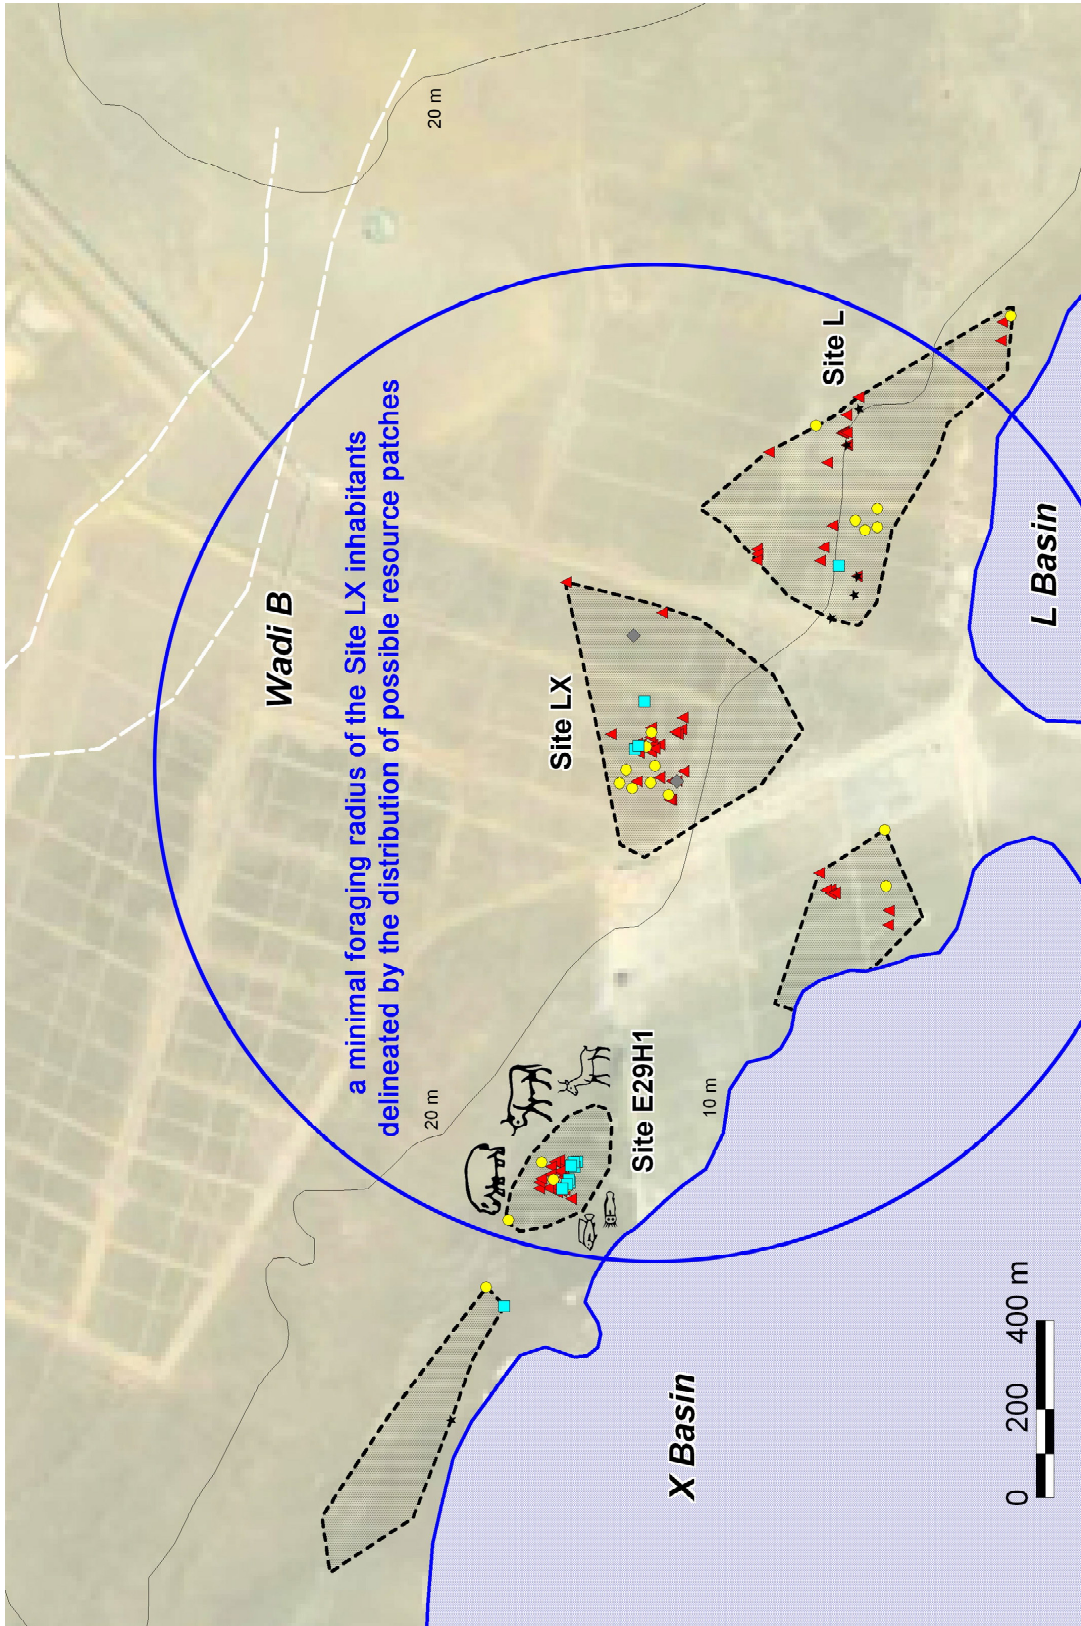 20 m
Wadi B
a minimal foraging radius of the Site LX inhabitants
delineated by the distribution of possible resource patches
20 m
Site LX
Site L
Site E29H1
10 m
L Basin
X Basin
0 200 400 m